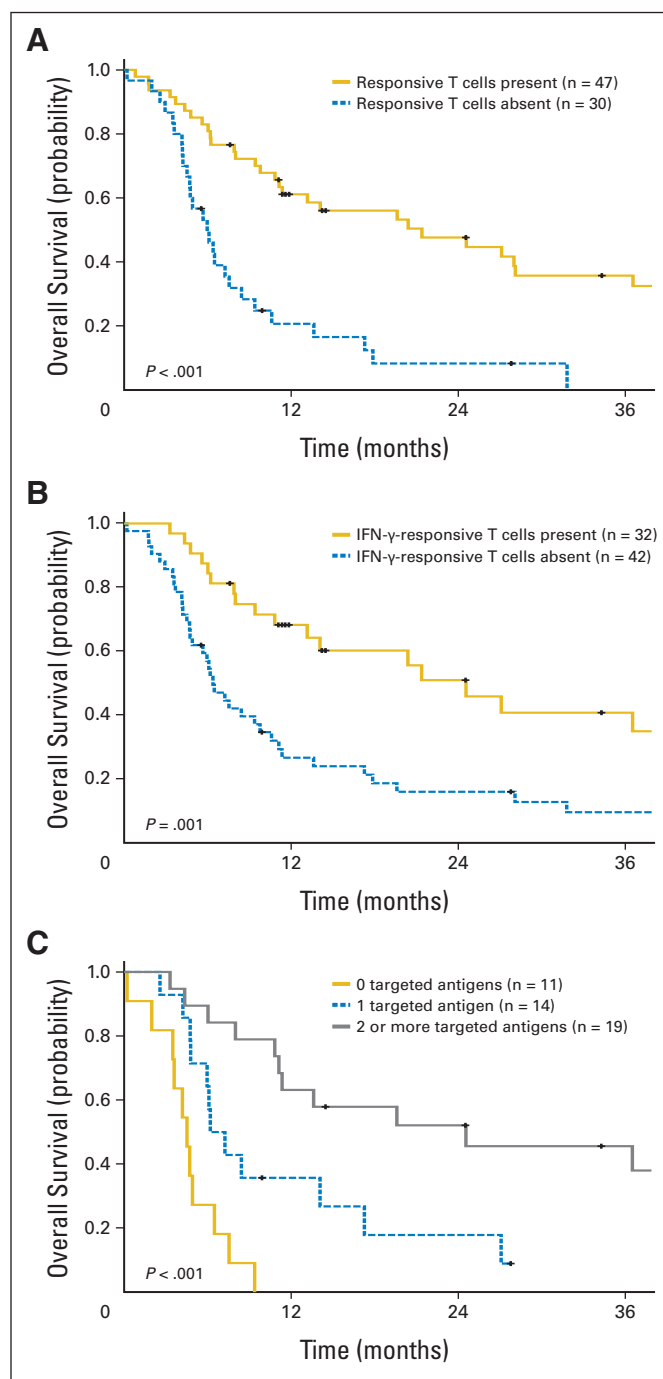 A
1.0
0.8
0.6
0.4
0.2
0
12
24
36
Overall Survival (probability)
Time (months)
Responsive T cells present (n = 47)
Responsive T cells absent (n = 30)
P < .001
B
1.0
0.8
0.6
0.4
0.2
0
12
24
36
Overall Survival (probability)
Time (months)
IFN-γ-responsive T cells present (n = 32)
IFN-γ-responsive T cells absent (n = 42)
P = .001
C
1.0
0.8
0.6
0.4
0.2
0
12
24
36
Overall Survival (probability)
Time (months)
0 targeted antigens (n = 11)
1 targeted antigen (n = 14)
2 or more targeted antigens (n = 19)
P < .001